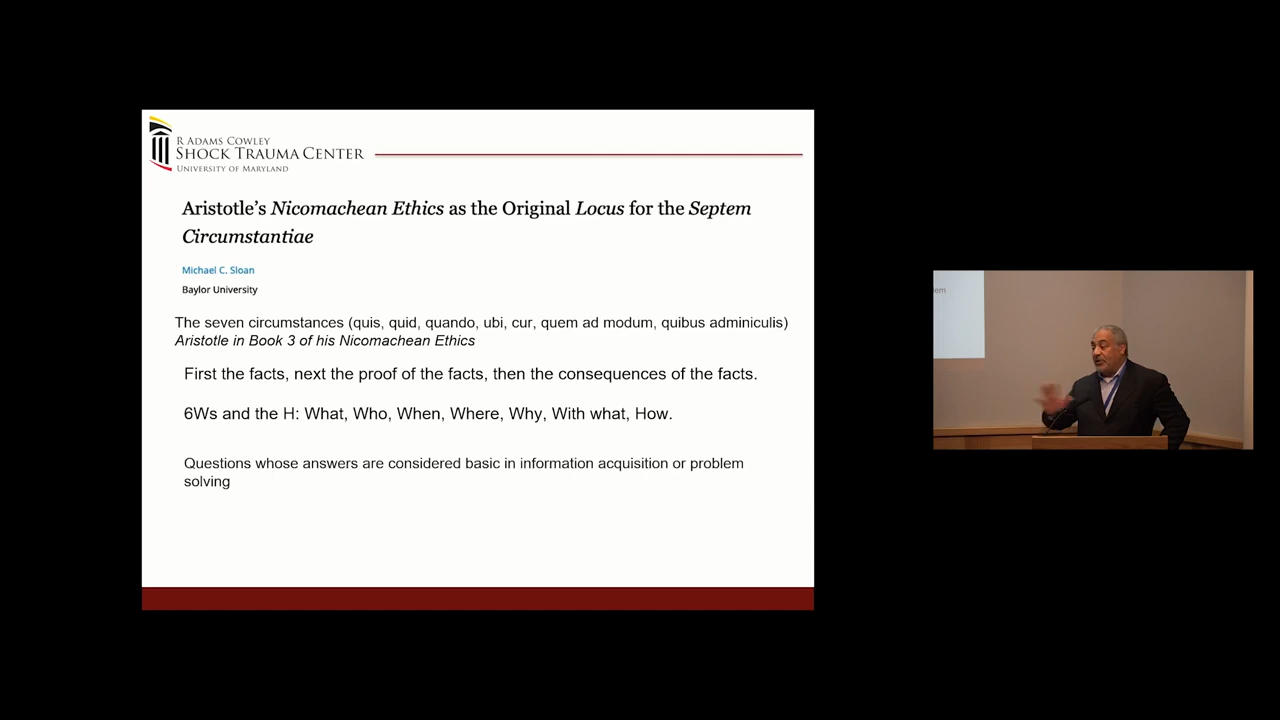 R ADAMS COWLEY
SHOCK TRAUMA CENTER
UNIVERSITY OF MARYLAND
Aristotle’s Nicomachean Ethics as the Original Locus for the Septem
Circumstantiae
Michael C. Sloan
Baylor University
The seven circumstances (quis, quid, quando, ubi, cur, quem ad modum, quibus adminiculis)
Aristotle in Book 3 of his Nicomachean Ethics
First the facts, next the proof of the facts, then the consequences of the facts.
6Ws and the H: What, Who, When, Where, Why, With what, How.
Questions whose answers are considered basic in information acquisition or problem
solving
em